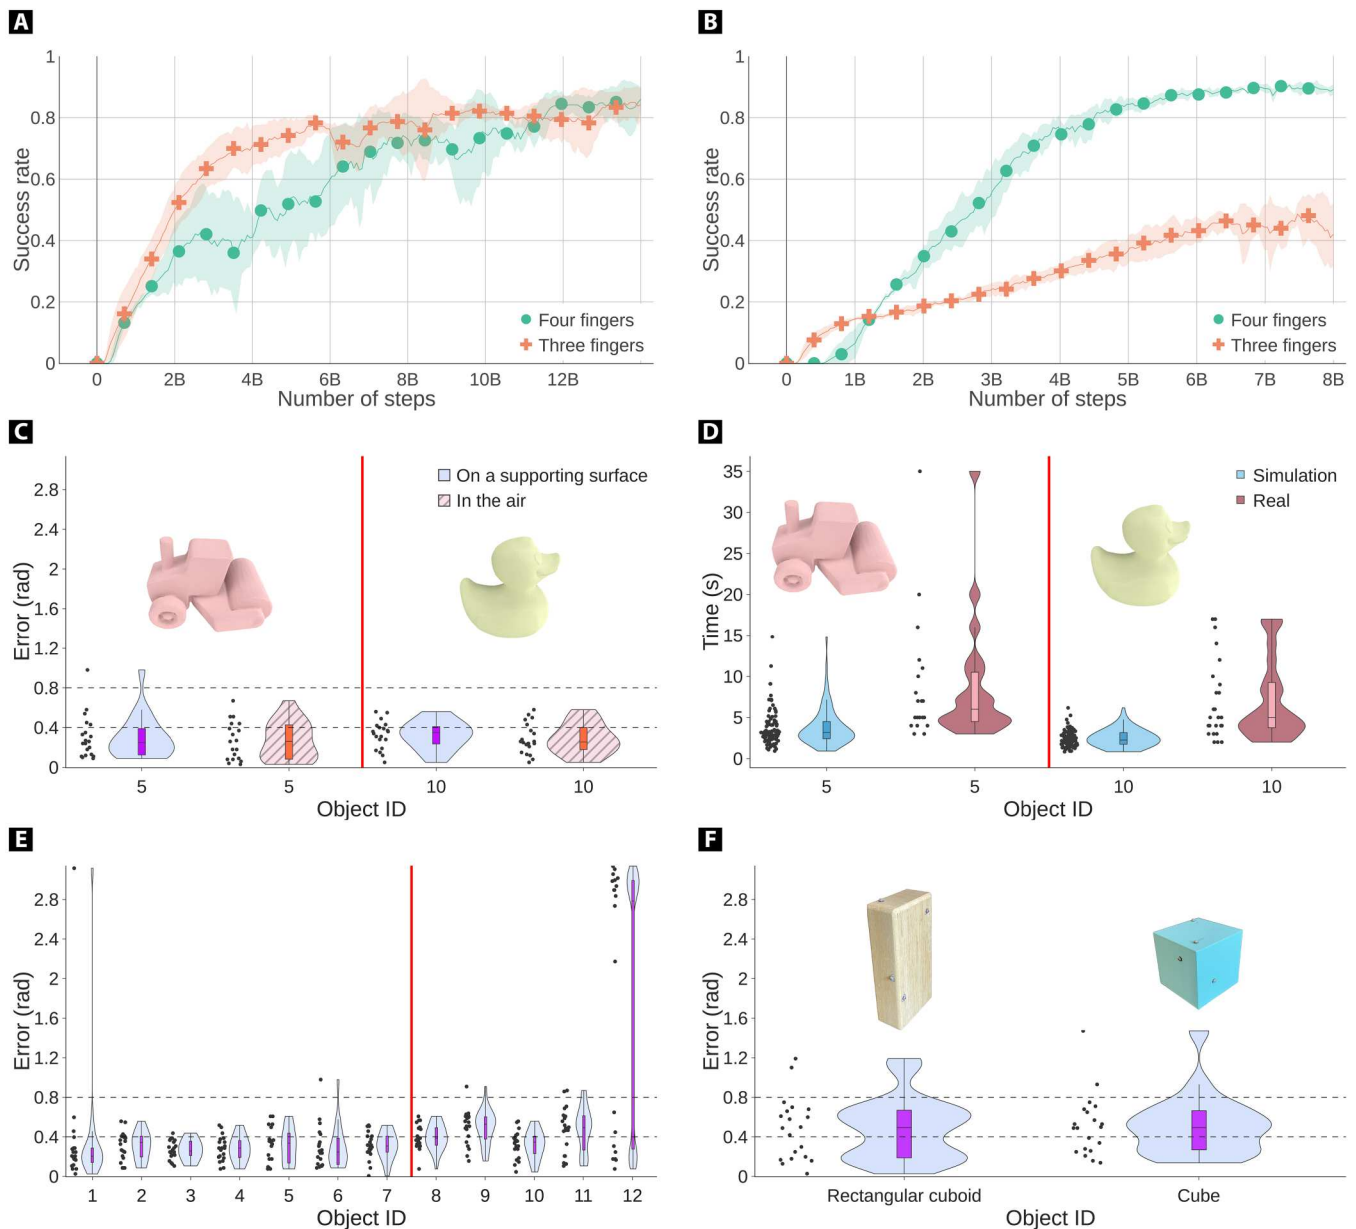 A
1
0.8
0.6
0.4
0.2
0
Success rate
0 2B 4B 6B 8B 10B 12B
Number of steps
Four fingers
Three fingers
B
1
0.8
0.6
0.4
0.2
0
Success rate
0 1B 2B 3B 4B 5B 6B 7B 8B
Number of steps
Four fingers
Three fingers
C
2.8
2.4
2
1.6
1.2
0.8
0.4
0
Error (rad)
On a supporting surface
In the air
5 5 10 10
Object ID
D
35
30
25
20
15
10
5
0
Time (s)
Simulation
Real
5 5 10 10
Object ID
E
2.8
2.4
2
1.6
1.2
0.8
0.4
0
Error (rad)
1 2 3 4 5 6 7 8 9 10 11 12
Object ID
F
2.8
2.4
2
1.6
1.2
0.8
0.4
0
Error (rad)
Rectangular cuboid Cube
Object ID